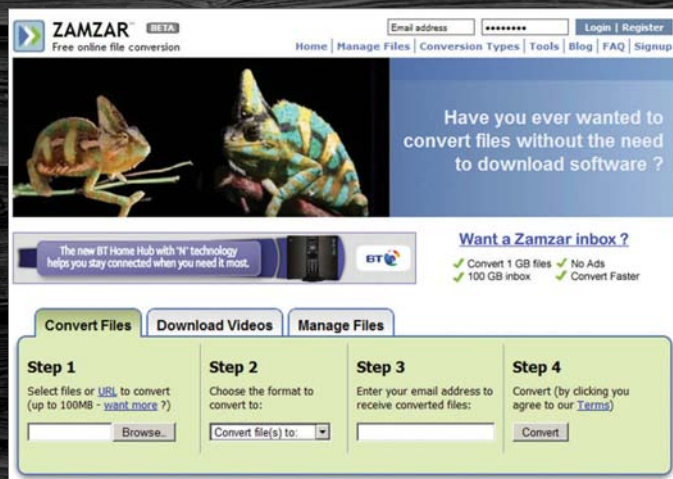 ZAMZAR™ BETA
Free online file conversion
Email address
Login | Register
Home | Manage Files | Conversion Types | Tools | Blog | FAQ | Signup
Have you ever wanted to
convert files without the need
to download software ?
The new BT Home Hub with 'N' technology
helps you stay connected when you need it most.
BT
Want a Zamzar inbox ?
Convert 1 GB files
No Ads
100 GB inbox
Convert Faster
Convert Files
Download Videos
Manage Files
Step 1
Select files or URL to convert
(up to 100MB - want more ?)
Browse..
Step 2
Choose the format to
convert to:
Convert file(s) to:
Step 3
Enter your email address to
receive converted files:
Step 4
Convert (by clicking you
agree to our Terms)
Convert